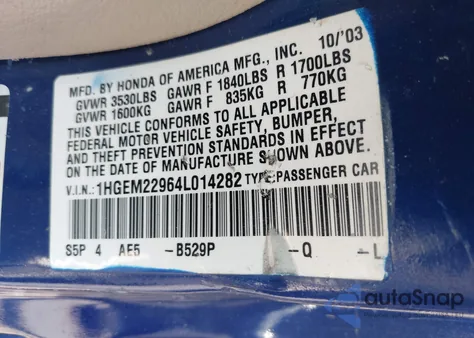 MFD. BY HONDA OF AMERICA MFG., INC. 10/'03
GVWR 3530LBS GAWR F 1840LBS R 1700LBS
GVWR 1600KG GAWR F 835KG R 770KG
THIS VEHICLE CONFORMS TO ALL APPLICABLE
FEDERAL MOTOR VEHICLE SAFETY, BUMPER,
AND THEFT PREVENTION STANDARDS IN EFFECT
ON THE DATE OF MANUFACTURE SHOWN ABOVE.
V.I.N.: 1HGEM22964L014282 TYPE:PASSENGER CAR
S5P 4 AE5 -B529P -Q -L
autoSnap